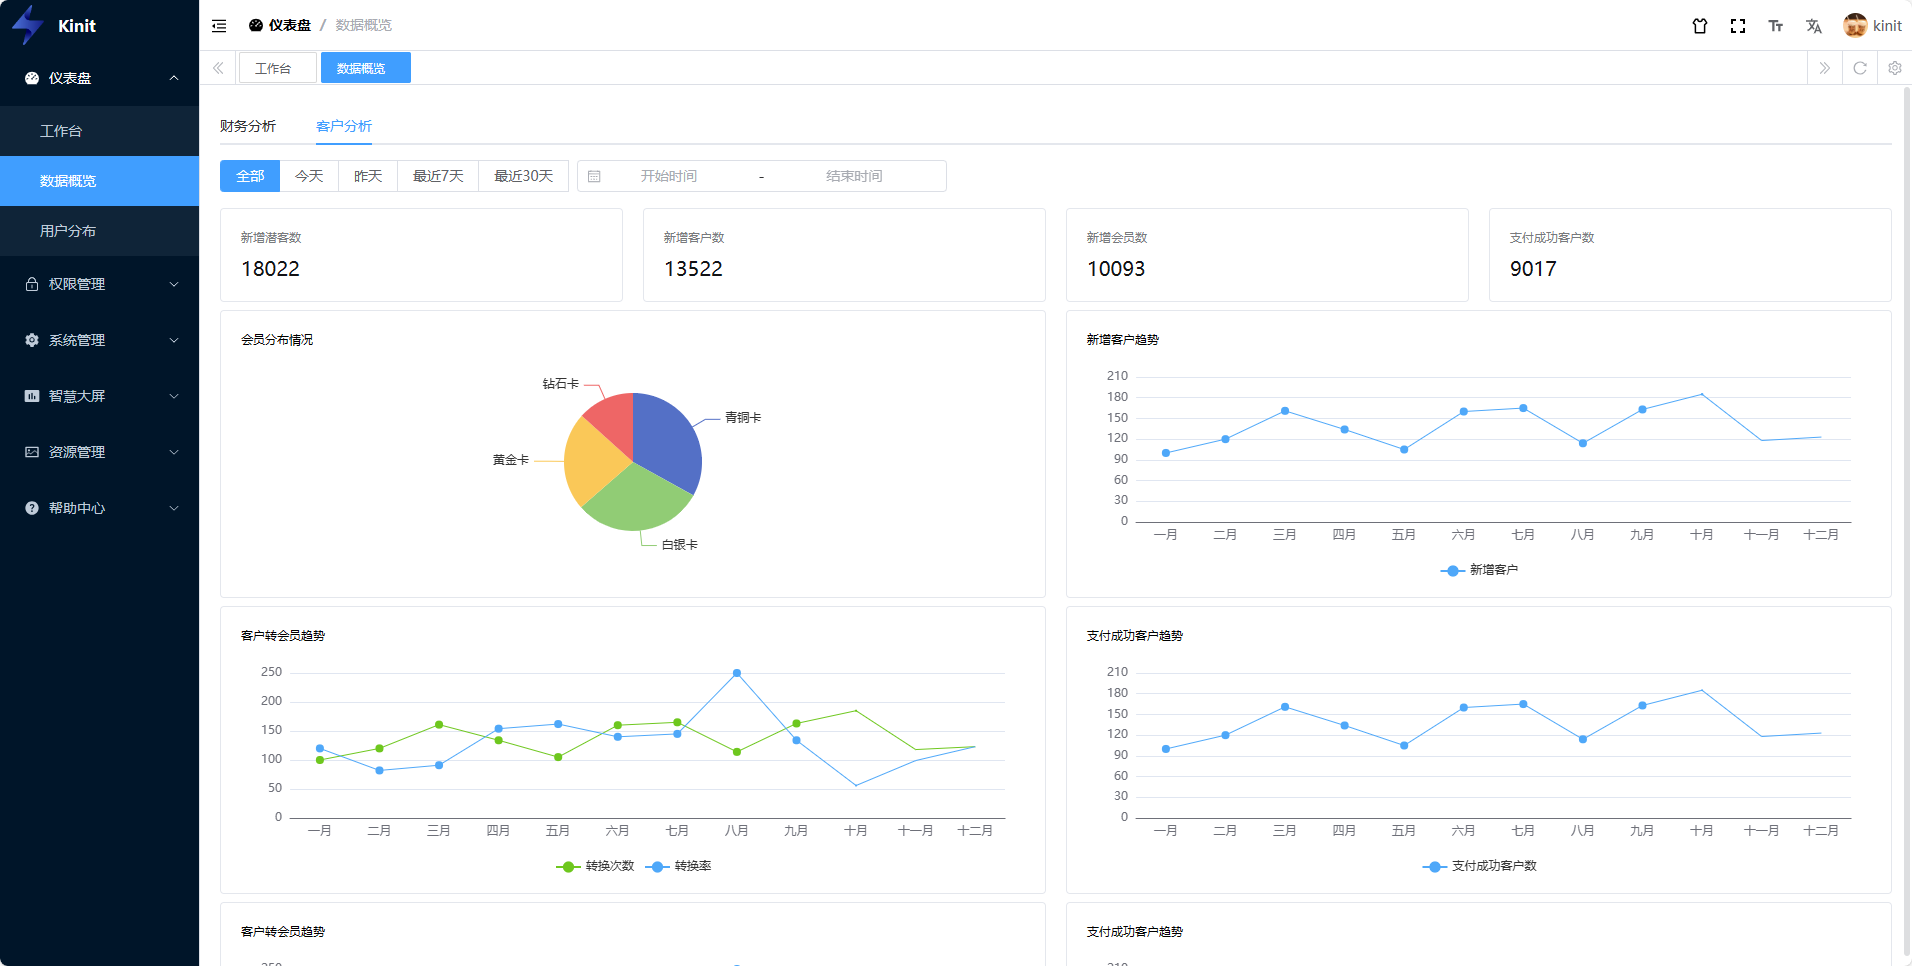 Kinit
仪表盘
工作台
数据概览
用户分布
权限管理
系统管理
智慧大屏
资源管理
帮助中心
仪表盘 / 数据概览
kinit
工作台
数据概览
财务分析
客户分析
全部
今天
昨天
最近7天
最近30天
开始时间 - 结束时间
新增潜客数
18022
新增客户数
13522
新增会员数
10093
支付成功客户数
9017
会员分布情况
钻石卡
青铜卡
黄金卡
白银卡
新增客户趋势
210
180
150
120
90
60
30
0
一月 二月 三月 四月 五月 六月 七月 八月 九月 十月 十一月 十二月
新增客户
客户转会员趋势
250
200
150
100
50
0
一月 二月 三月 四月 五月 六月 七月 八月 九月 十月 十一月 十二月
转换次数 转换率
支付成功客户趋势
210
180
150
120
90
60
30
0
一月 二月 三月 四月 五月 六月 七月 八月 九月 十月 十一月 十二月
支付成功客户数
客户转会员趋势
250
支付成功客户趋势
210